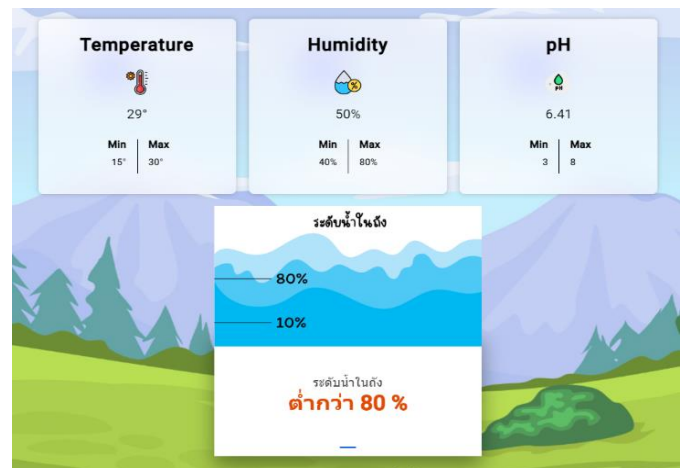 Temperature
29°
Min Max
15° 30°
Humidity
%
50%
Min Max
40% 80%
pH
PH
6.41
Min Max
3 8
ระดับน้ำในถัง
80%
10%
ระดับน้ำในถัง
ต่ำกว่า 80 %